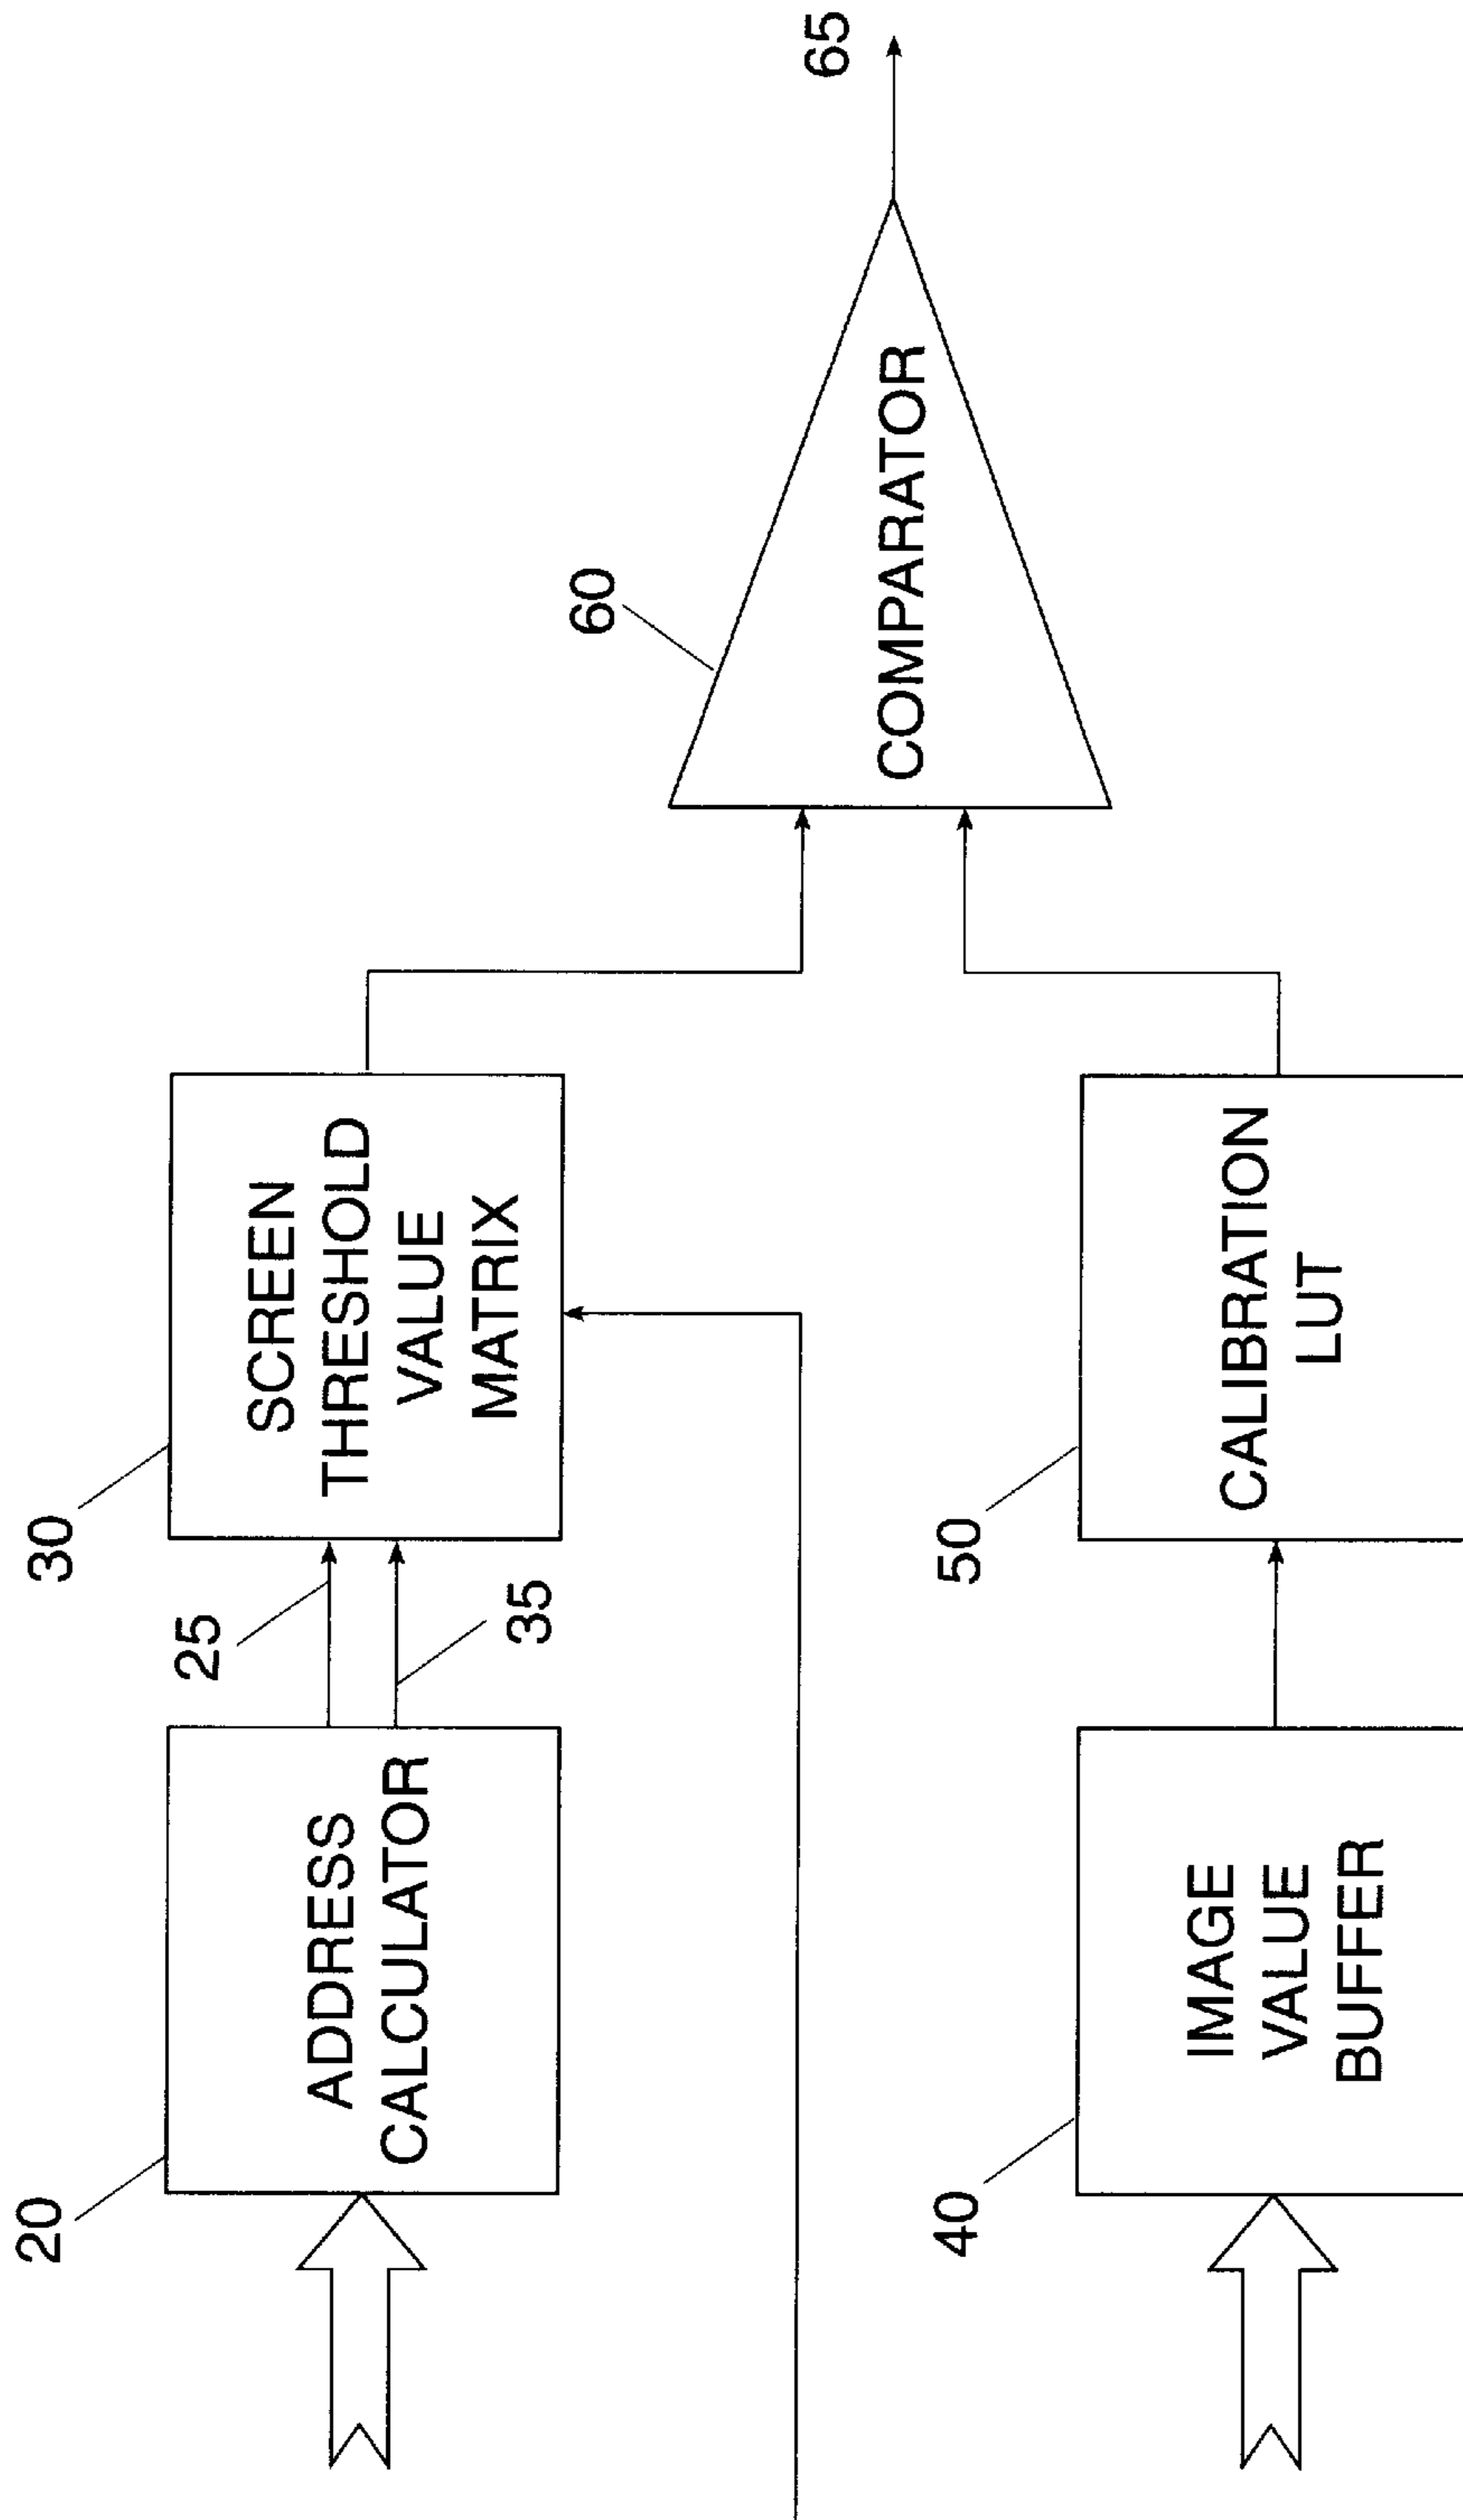 20
ADDRESS
CALCULATOR
25
35
30
SCREEN
THRESHOLD
VALUE
MATRIX
40
IMAGE
VALUE
BUFFER
50
CALIBRATION
LUT
60
COMPARATOR
65